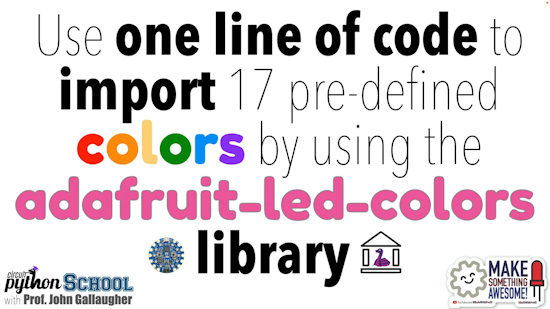 Use one line of code to
import 17 pre-defined
colors by using the
adafruit-led-colors
library
circuit
python SCHOOL
with Prof. John Gallaugher
MAKE
SOMETHING
AWESOME!